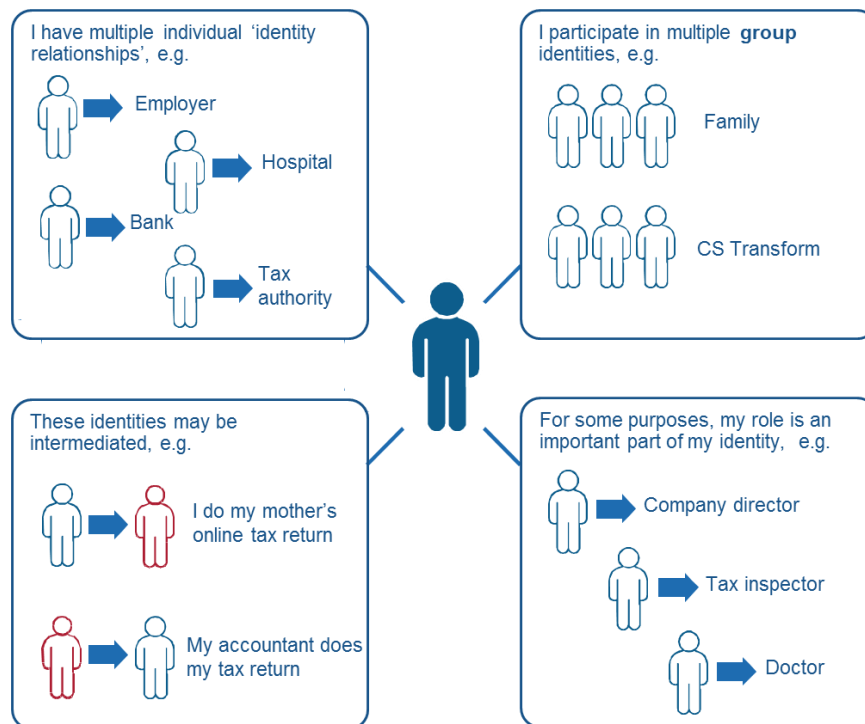 I have multiple individual ‘identity
relationships’, e.g.
Employer
Hospital
Bank
Tax
authority
I participate in multiple group
identities, e.g.
Family
CS Transform
These identities may be
intermediated, e.g.
I do my mother’s
online tax return
My accountant does
my tax return
For some purposes, my role is an
important part of my identity, e.g.
Company director
Tax inspector
Doctor